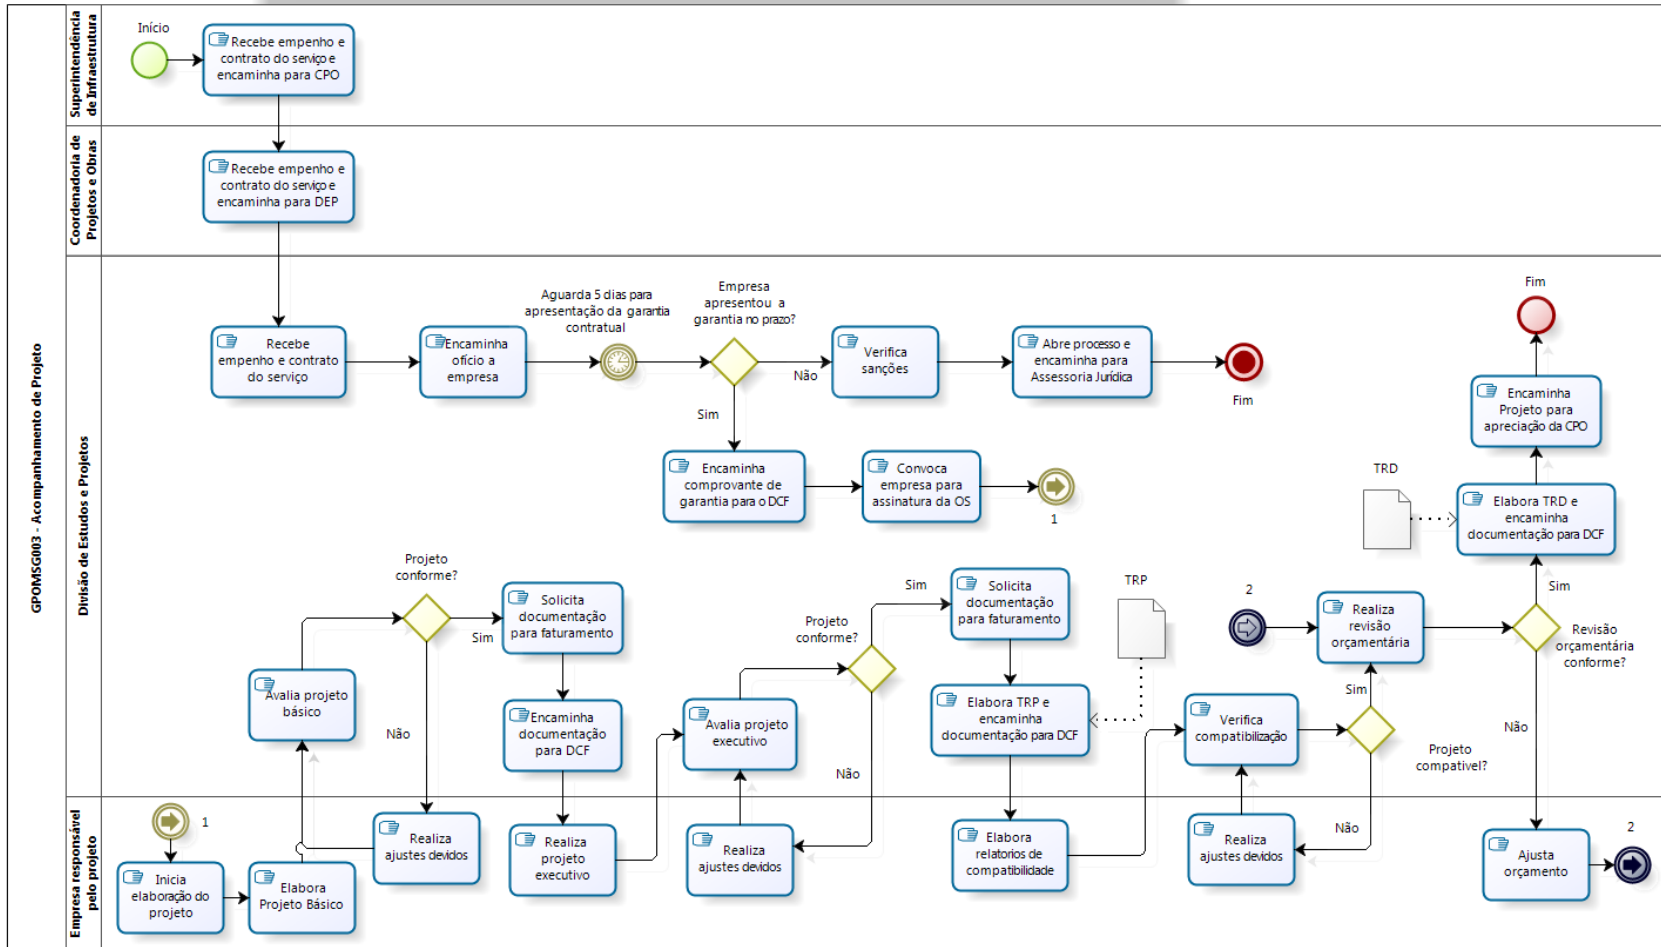 GPOMSG003 - Acompanhamento de Projeto
Superintendência
de Infraestrutura
Início
Recebe empenho e
contrato do serviço e
encaminha para CPO
Coordenadoria de
Projetos e Obras
Recebe empenho e
contrato do serviço e
encaminha para DEP
Divisão de Estudos e Projetos
Recebe
empenho e contrato
do serviço
Encaminha
ofício a
empresa
Aguarda 5 dias para
apresentação da garantia
contratual
Empresa
apresentou a
garantia no prazo?
Não
Verifica
sanções
Abre processo e
encaminha para
Assessoria Jurídica
Fim
Sim
Encaminha
comprovante de
garantia para o DCF
Convoca
empresa para
assinatura da OS
1
Fim
Encaminha
Projeto para
apreciação da CPO
TRD
Elabora TRD e
encaminha
documentação para DCF
Sim
Projeto
conforme?
Sim
Não
Avalia projeto
básico
Solicita
documentação
para faturamento
Encaminha
documentação
para DCF
Avalia projeto
executivo
Projeto
conforme?
Sim
Não
Solicita
documentação
para faturamento
TRP
Elabora TRP e
encaminha
documentação para DCF
2
Realiza
revisão
orçamentária
Sim
Verifica
compatibilização
Projeto
compativel?
Não
Revisão
orçamentária
conforme?
Não
Empresa responsável
pelo projeto
1
Inicia
elaboração do
projeto
Elabora
Projeto Básico
Realiza
ajustes devidos
Realiza
projeto
executivo
Realiza
ajustes devidos
Elabora
relatorios de
compatibilidade
Realiza
ajustes devidos
Ajusta
orçamento
2